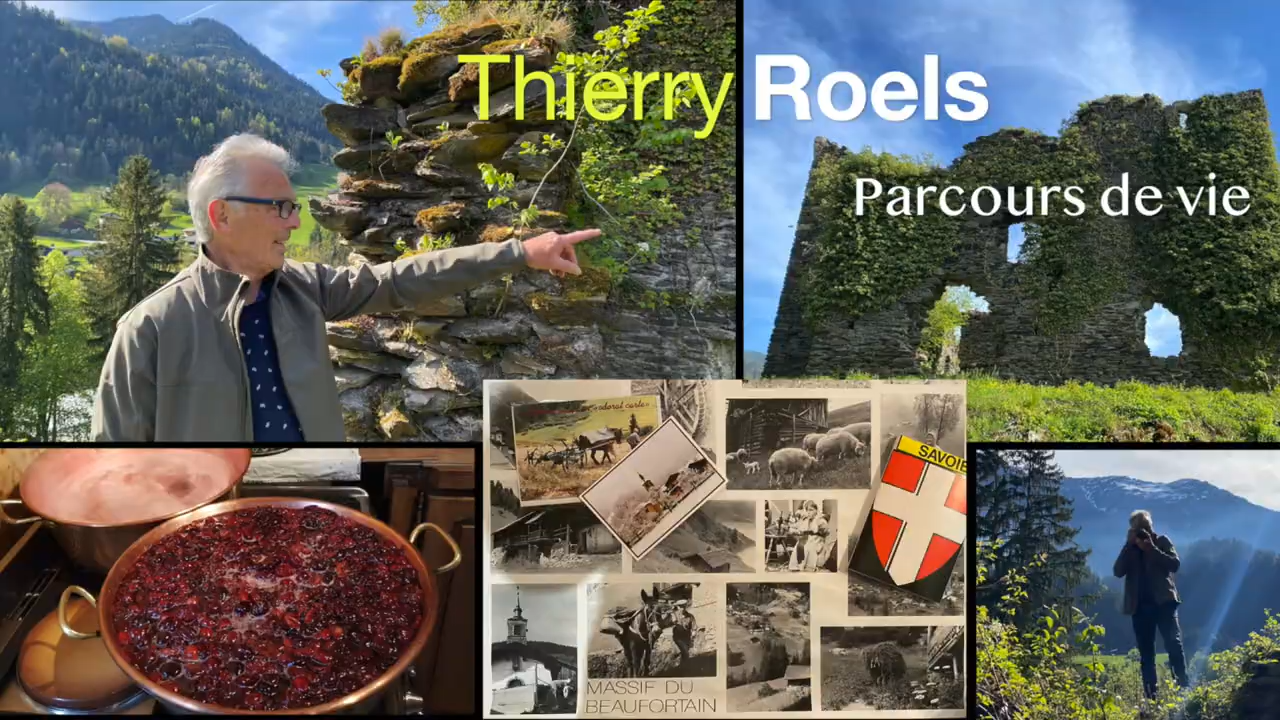 Thierry Roels
Parcours de vie
SAVOIE
MASSIF DU
BEAUFORTAIN